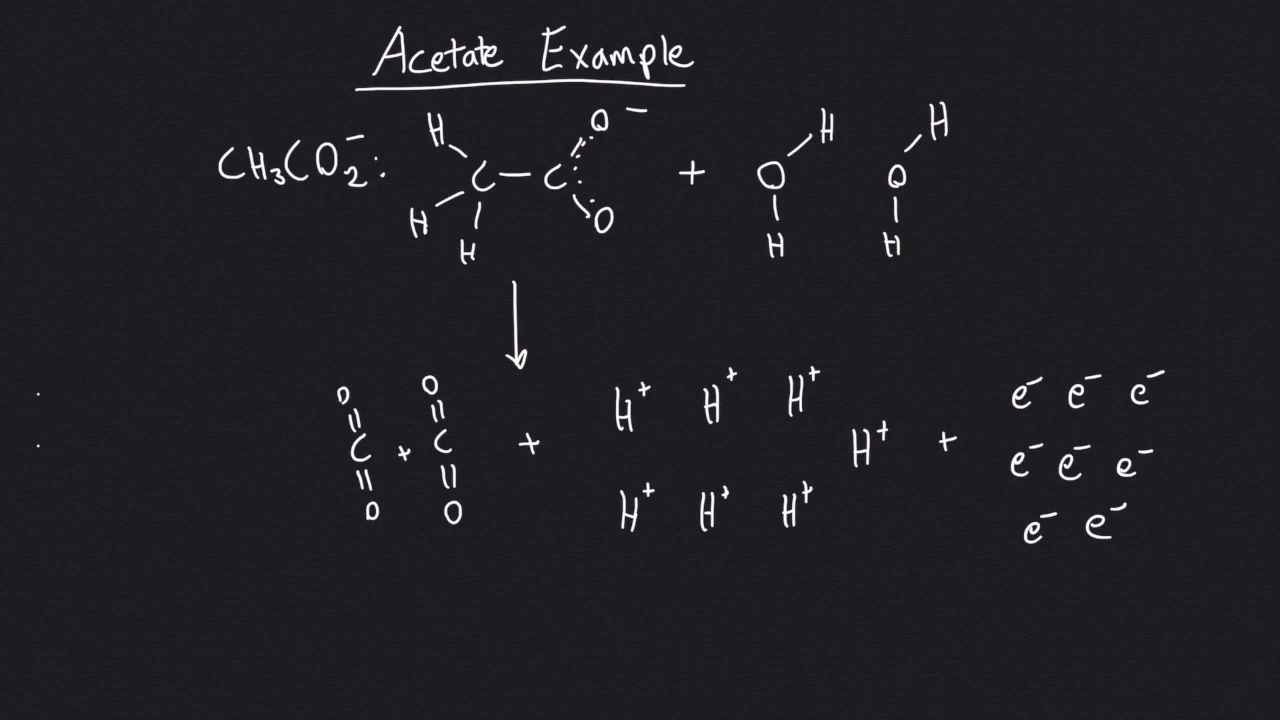 Acetate Example
H O − H H
CH₃CO₂⁻: C – C + O O
H O
H H H
O O H⁺ H⁺ H⁺ e⁻ e⁻ e⁻
C + C + H⁺ + e⁻ e⁻ e⁻
O O H⁺ H⁺ H⁺ e⁻ e⁻